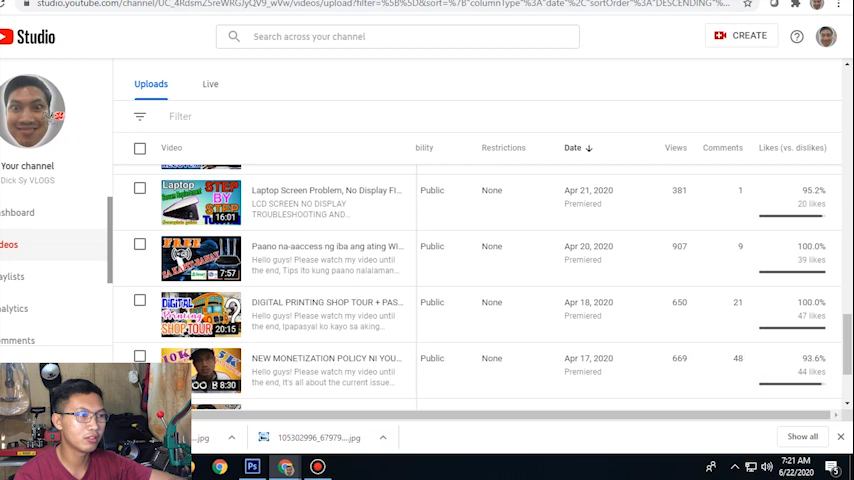 studio.youtube.com/channel/UC_4RdsmZ5reWRGJyQV9_wVw/videos/upload?filter=%5B%5D&sort=%7B"columnType"%3A"date"%2C"sortOrder"%3A"DESCENDING"%...
Studio
Search across your channel
CREATE
Uploads
Live
Filter
Your channel
Dick Sy VLOGS
shboard
deos
aylists
nalytics
omments
Video
bility
Restrictions
Date
Views
Comments
Likes (vs. dislikes)
Laptop
STEP BY STEP
16:01
Laptop Screen Problem, No Display FI...
LCD SCREEN NO DISPLAY
TROUBLESHOOTING AND...
Public
None
Apr 21, 2020
Premiered
381
1
95.2%
20 likes
FREE
7:57
Paano na-aaccess ng iba ang ating WI...
Hello guys! Please watch my video until
the end, Tips ito kung paano nalalaman...
Public
None
Apr 20, 2020
Premiered
907
9
100.0%
39 likes
DIGITAL
Printing
SHOP TOUR
20:15
DIGITAL PRINTING SHOP TOUR + PAS...
Hello guys! Please watch my video until
the end, Ipapasyal ko kayo sa aking...
Public
None
Apr 18, 2020
Premiered
650
21
100.0%
47 likes
8:30
NEW MONETIZATION POLICY NI YOU...
Hello guys! Please watch my video until
the end, It's all about the current issue...
Public
None
Apr 17, 2020
Premiered
669
48
93.6%
44 likes
....jpg
105302996_67979....jpg
Show all
Ps
7:21 AM
6/22/2020
5